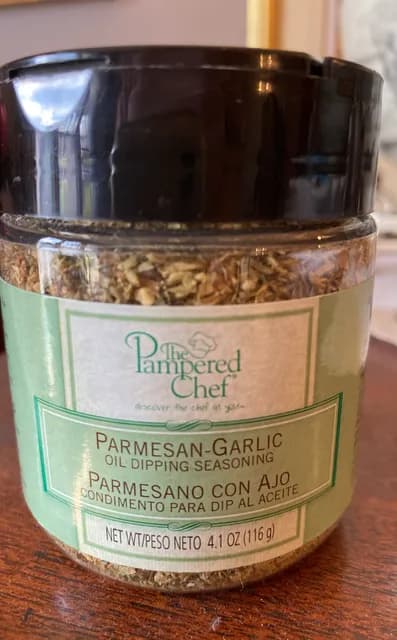 The
Pampered
Chef®
discover the chef in you™
PARMESAN-GARLIC
OIL DIPPING SEASONING
PARMESANO CON AJO
CONDIMENTO PARA DIP AL ACEITE
NET WT/PESO NETO 4.1 OZ (116 g)